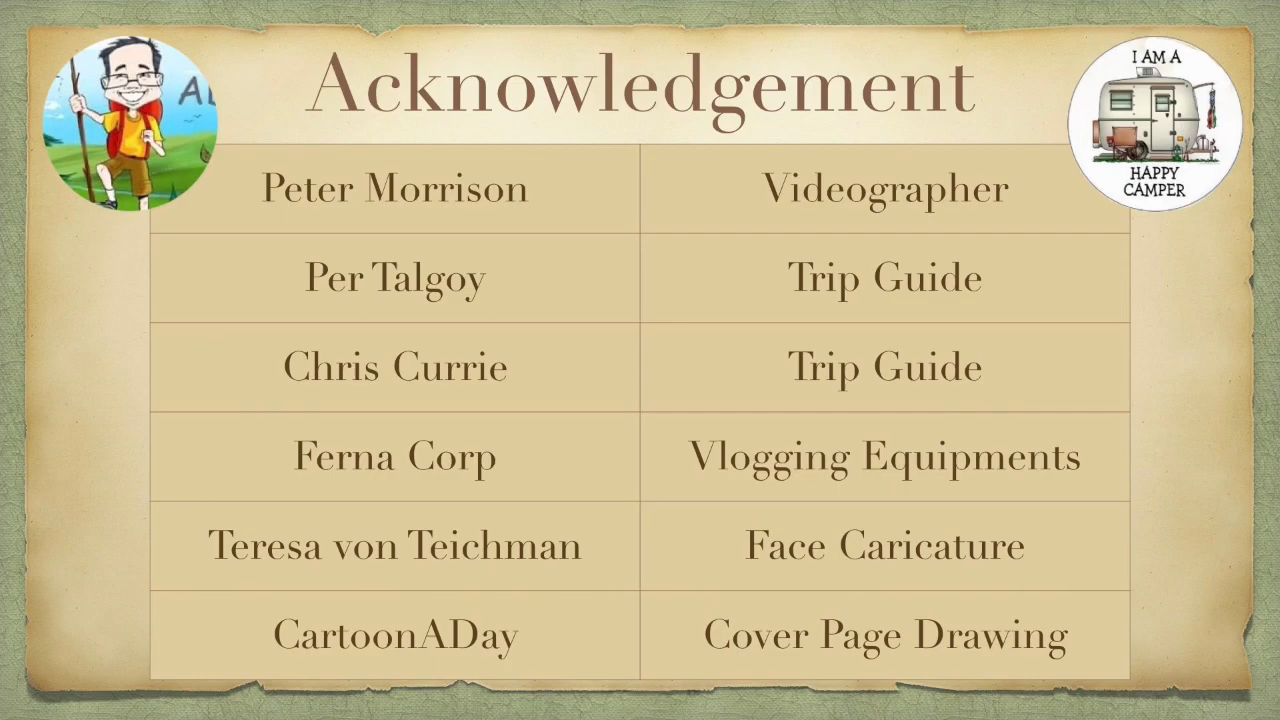 Acknowledgement
I AM A
HAPPY
CAMPER
Peter Morrison Videographer
Per Talgoy Trip Guide
Chris Currie Trip Guide
Ferna Corp Vlogging Equipments
Teresa von Teichman Face Caricature
CartoonADay Cover Page Drawing